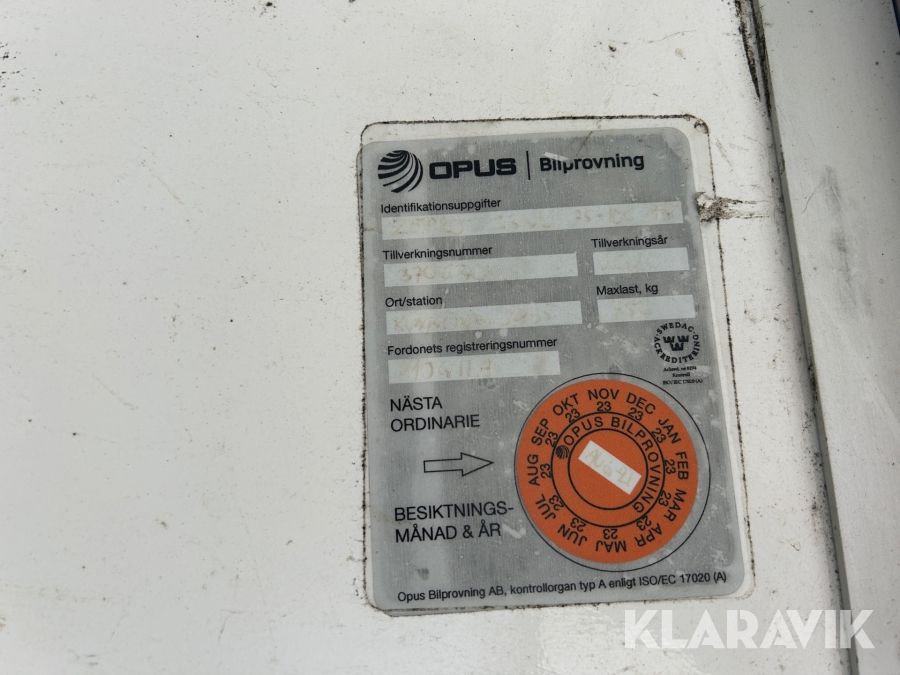 OPUS | Bilprovning
Identifikationsuppgifter
Tillverkningsnummer
Tillverkningsår
Ort/station
Maxlast, kg
Fordonets registreringsnummer
SWEDAC
ACKREDITERING
Kontroll
NÄSTA
ORDINARIE
BESIKTNINGS-
MÅNAD & ÅR
JAN 23 FEB 23 MAR 23 APR 23 MAJ 23 JUN 23 JUL 23 AUG 23 SEP 23 OKT 23 NOV 23 DEC 23
OPUS BILPROVNING
Opus Bilprovning AB, kontrollorgan typ A enligt ISO/EC 17020 (A)
KLARAVIK